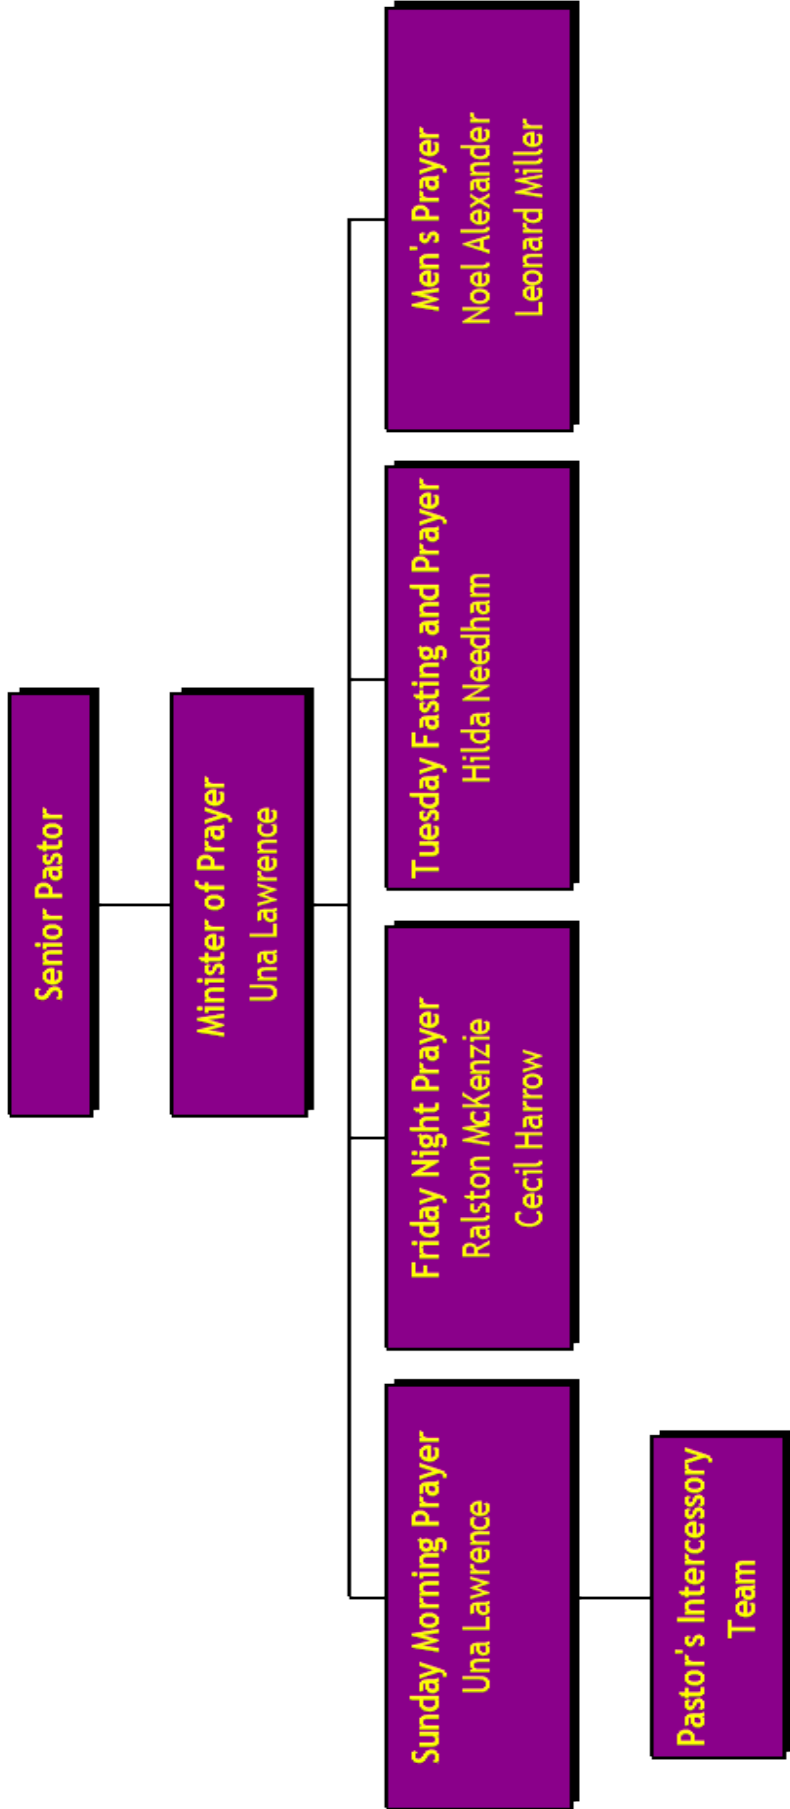 Senior Pastor
Minister of Prayer
Una Lawrence
Sunday Morning Prayer
Una Lawrence
Friday Night Prayer
Ralston McKenzie
Cecil Harrow
Tuesday Fasting and Prayer
Hilda Needham
Men's Prayer
Noel Alexander
Leonard Miller
Pastor's Intercessory
Team